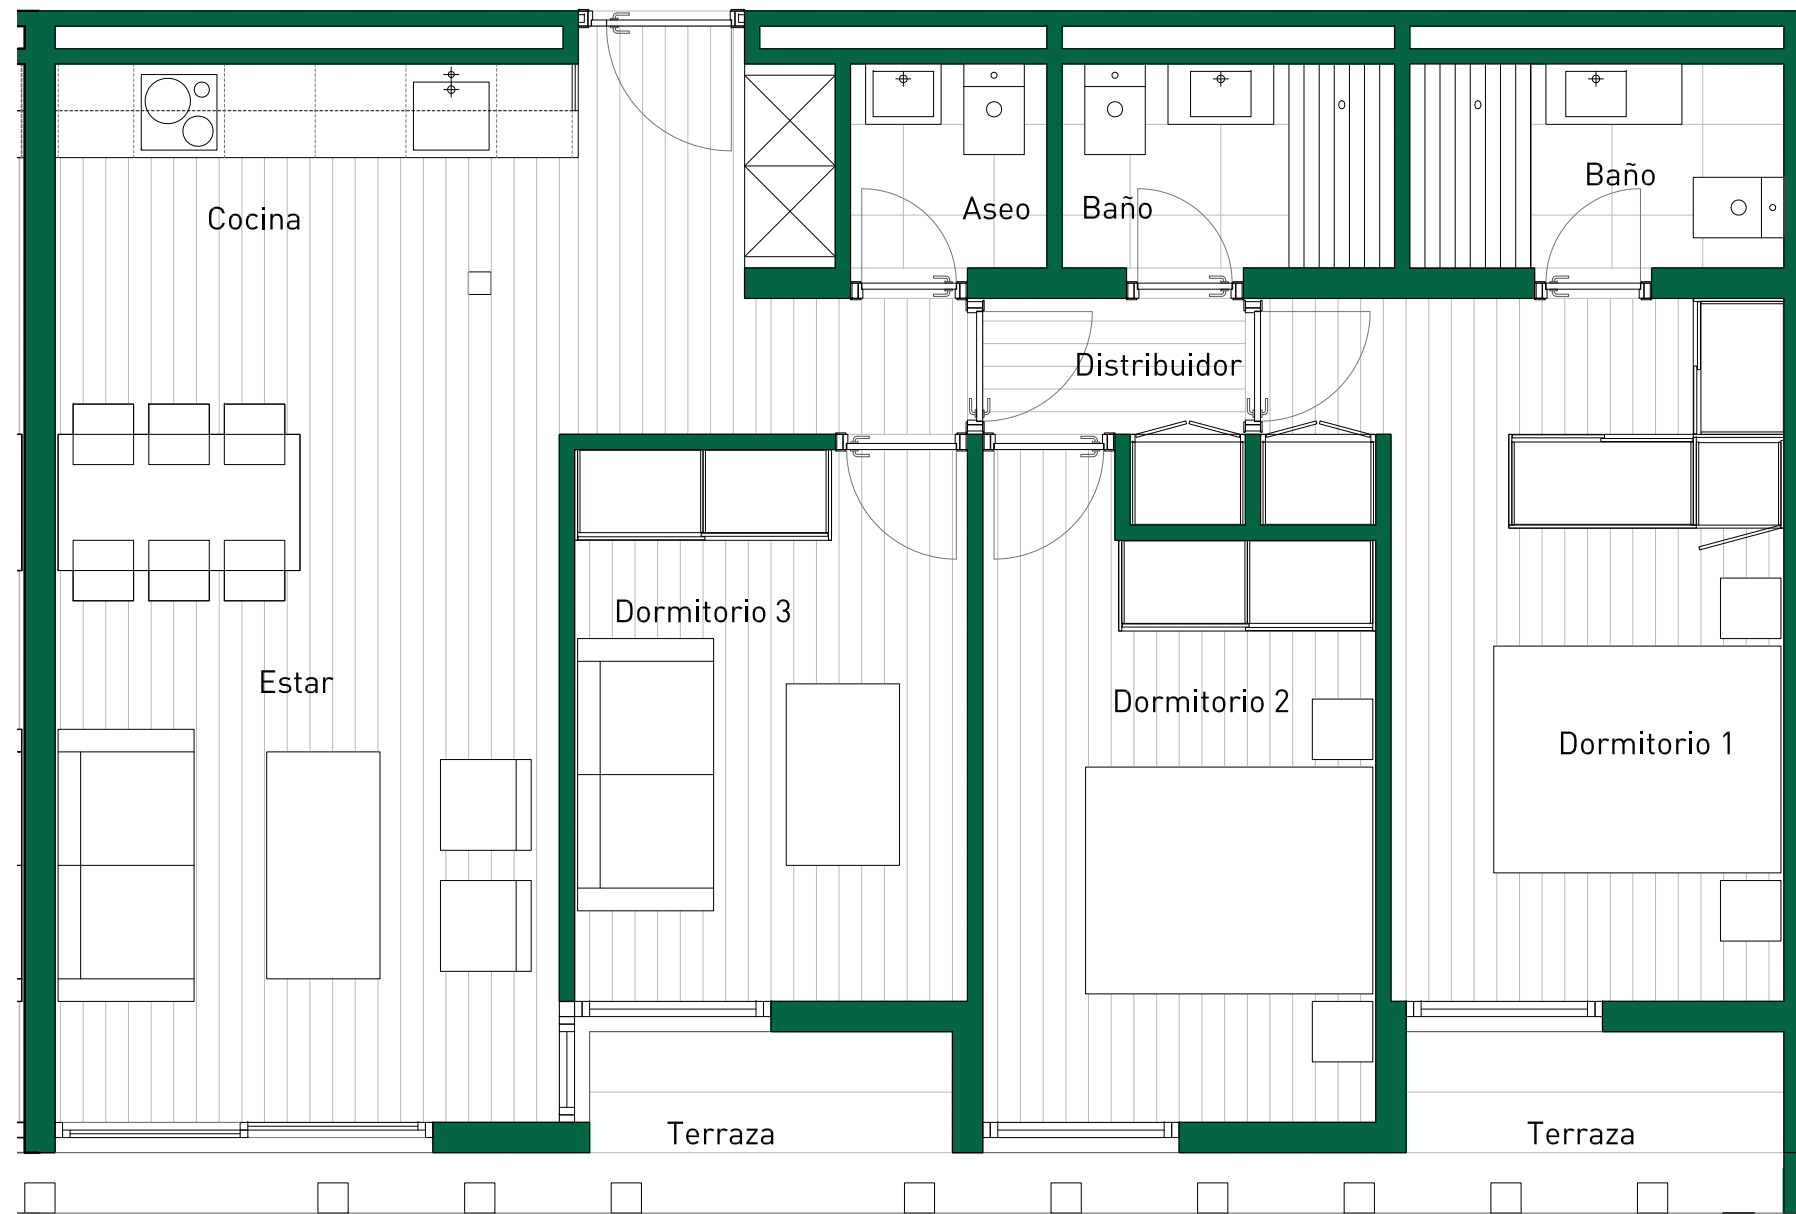 Baño
Cocina
Aseo
Baño
Distribuidor
Dormitorio 3
Estar
Dormitorio 2
Dormitorio 1
Terraza
Terraza